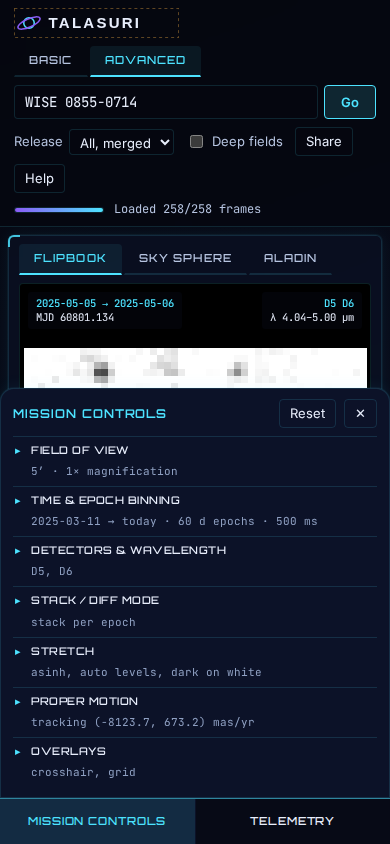 TALASURI
BASIC ADVANCED
WISE 0855-0714 Go
Release All, merged Deep fields Share
Help
Loaded 258/258 frames
FLIPBOOK SKY SPHERE ALADIN
2025-05-05 → 2025-05-06 D5 D6
MJD 60801.134 λ 4.04–5.00 μm
MISSION CONTROLS Reset ✕
▸ FIELD OF VIEW
5′ · 1× magnification
▸ TIME & EPOCH BINNING
2025-03-11 → today · 60 d epochs · 500 ms
▸ DETECTORS & WAVELENGTH
D5, D6
▸ STACK / DIFF MODE
stack per epoch
▸ STRETCH
asinh, auto levels, dark on white
▸ PROPER MOTION
tracking (-8123.7, 673.2) mas/yr
▸ OVERLAYS
crosshair, grid
MISSION CONTROLS TELEMETRY